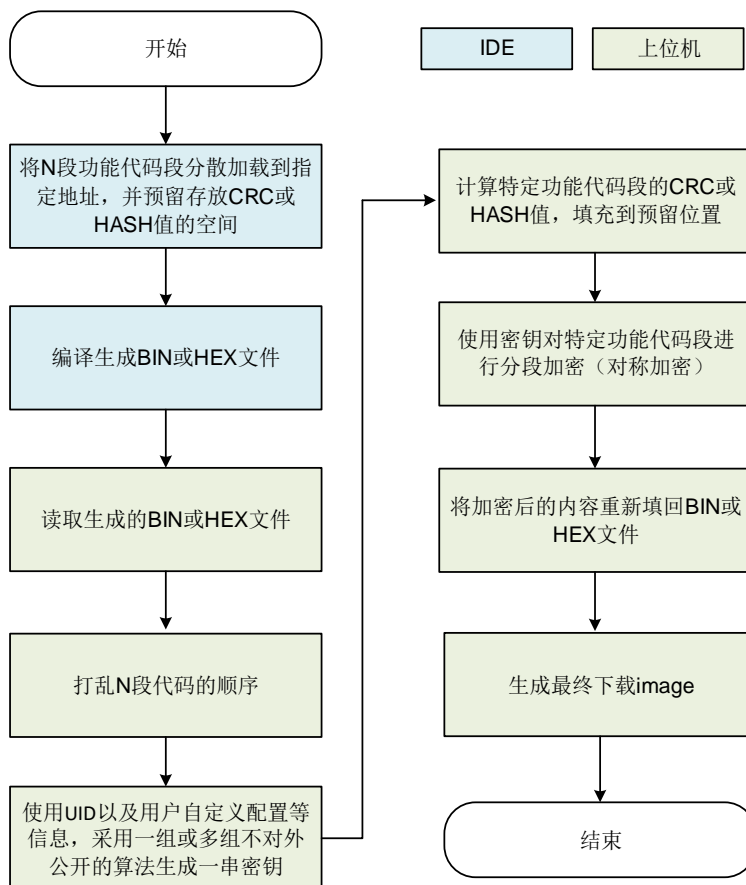 开始
IDE
上位机
将N段功能代码段分散加载到指
定地址，并预留存放CRC或
HASH值的空间
编译生成BIN或HEX文件
读取生成的BIN或HEX文件
打乱N段代码的顺序
使用UID以及用户自定义配置等
信息，采用一组或多组不对外
公开的算法生成一串密钥
计算特定功能代码段的CRC或
HASH值，填充到预留位置
使用密钥对特定功能代码段进
行分段加密（对称加密）
将加密后的内容重新填回BIN或
HEX文件
生成最终下载image
结束